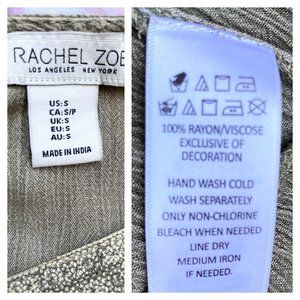 RACHEL ZOE
LOS ANGELES NEW YORK
US:S
CA:S/P
UK:S
EU:S
AU:S
MADE IN INDIA
100% RAYON/VISCOSE
EXCLUSIVE OF
DECORATION
HAND WASH COLD
WASH SEPARATELY
ONLY NON-CHLORINE
BLEACH WHEN NEEDED
LINE DRY
MEDIUM IRON
IF NEEDED.